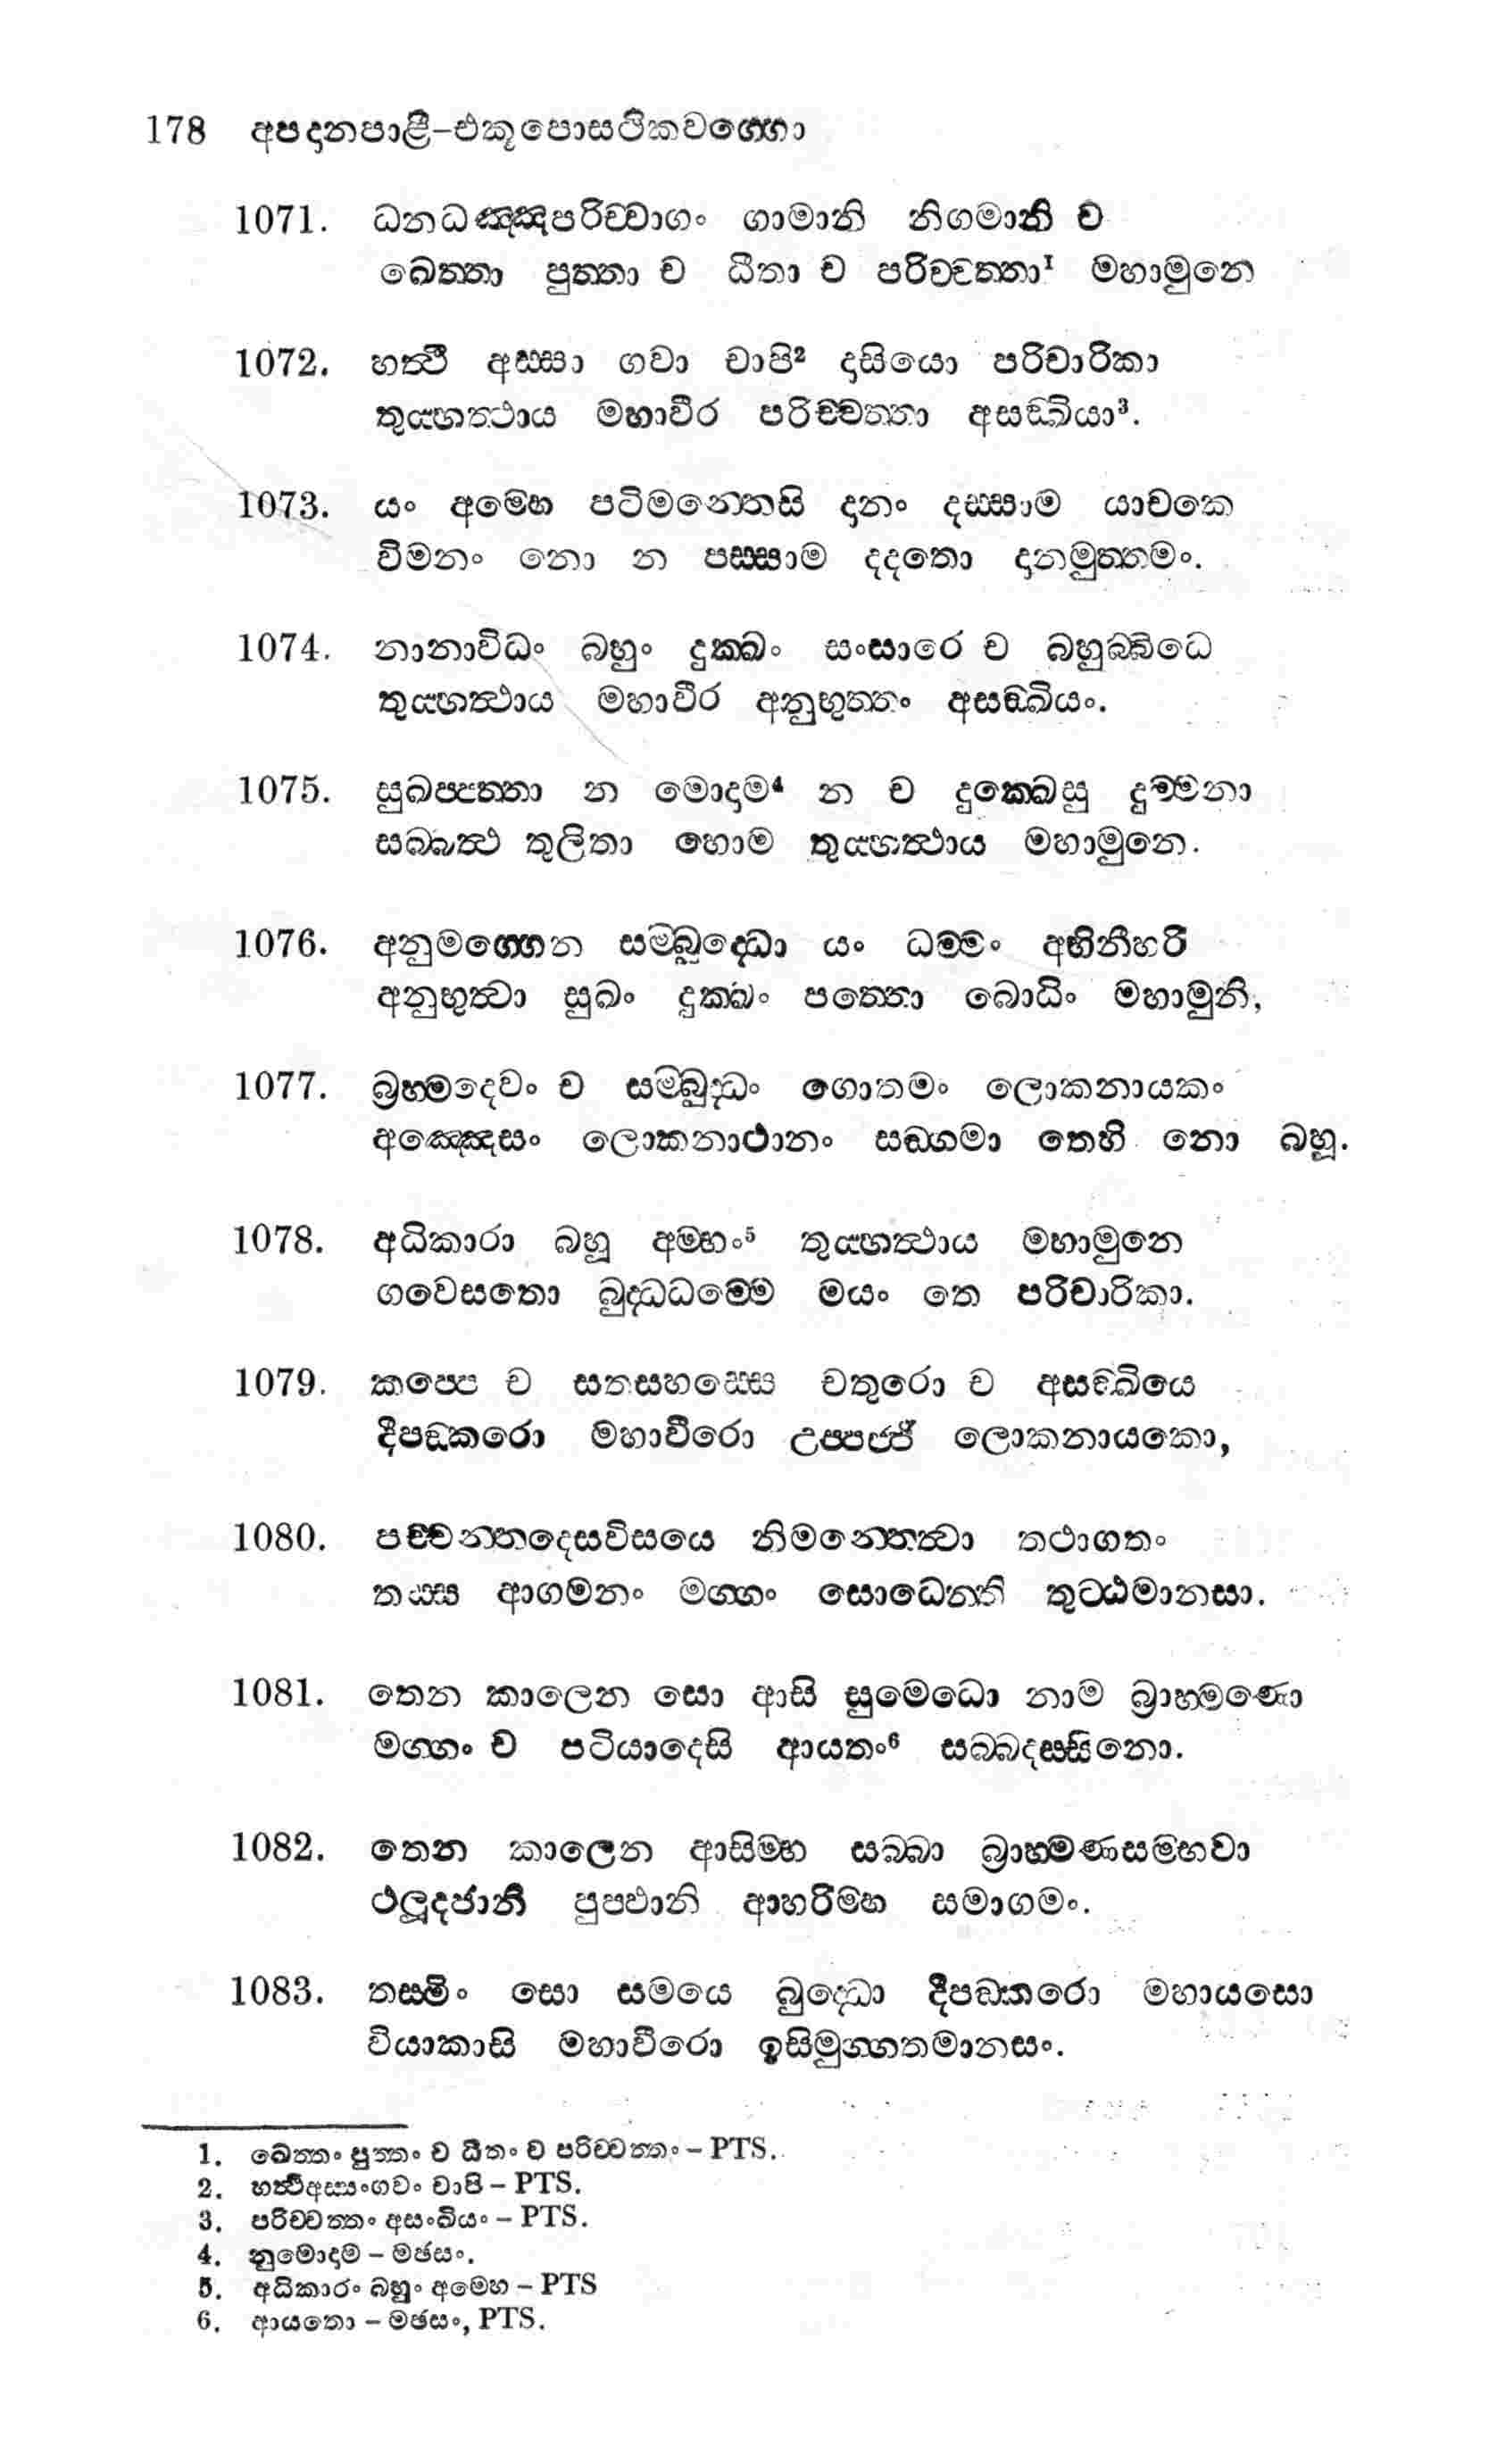 178 අපදානපාළි-එකූපොසථිකවග්ගො
1071. ධනධඤ්ඤපරිච්චාගං ගාමානි නිගමානි ච
ඛෙත්තා පුත්තා ච ධීතා ච පරිච්චත්තා¹ මහාමුනෙ
1072. හත්ථී අස්සා ගවා චාපි² දාසියො පරිචාරිකා
තුය්හත්ථාය මහාවීර පරිච්චත්තා අසඞ්ඛියා³.
1073. යං අම්හෙ පටිමන්තෙසි දානං දස්සාම යාචකෙ
විමනං නො න පස්සාම දදතො දානමුත්තමං.
1074. නානාවිධං බහුං දුක්ඛං සංසාරෙ ච බහුබ්බිධෙ
තුය්හත්ථාය මහාවීර අනුභුත්තං අසඞ්ඛියං.
1075. සුඛප්පත්තා න මොදාම⁴ න ච දුක්ඛෙසු දුම්මනා
සබ්බත්ථ තුලිතා හොම තුය්හත්ථාය මහාමුනෙ.
1076. අනුමග්ගෙන සම්බුද්ධො යං ධම්මං අභිනීහරි
අනුභුත්වා සුඛං දුක්ඛං පත්තො බොධිං මහාමුනි,
1077. බ්‍රහ්මදෙවං ච සම්බුද්ධං ගොතමං ලොකනායකං
අඤ්ඤෙසං ලොකනාථානං සඞ්ගමා තෙහි නො බහූ.
1078. අධිකාරා බහූ අම්හං⁵ තුය්හත්ථාය මහාමුනෙ
ගවෙසතො බුද්ධධම්මෙ මයං තෙ පරිචාරිකා.
1079. කප්පෙ ච සතසහස්සෙ චතුරො ච අසඞ්ඛියෙ
දීපඞ්කරො මහාවීරො උප්පජ්ජි ලොකනායකො,
1080. පච්චන්තදෙසවිසයෙ නිමන්තෙත්වා තථාගතං
තස්ස ආගමනං මග්ගං සොධෙන්ති තුට්ඨමානසා.
1081. තෙන කාලෙන සො ආසි සුමෙධො නාම බ්‍රාහ්මණො
මග්ගං ච පටියාදෙසි ආයතං⁶ සබ්බදස්සිනො.
1082. තෙන කාලෙන ආසිම්හ සබ්බා බ්‍රාහ්මණසම්භවා
ථලූදජානි පුප්ඵානි ආහරිම්හ සමාගමං.
1083. තස්මිං සො සමයෙ බුද්ධො දීපඞ්කරො මහායසො
වියාකාසි මහාවීරො ඉසිමුග්ගතමානසං.
1. ඛෙත්තං පුත්තං ච ධීතං ච පරිච්චත්තං – PTS.
2. හත්ථිඅස්සංගවං චාපි – PTS.
3. පරිච්චත්තං අසංඛියං – PTS.
4. නුමොදාම – මඡසං.
5. අධිකාරං බහුං අම්හෙ – PTS
6. ආයතො – මඡසං, PTS.